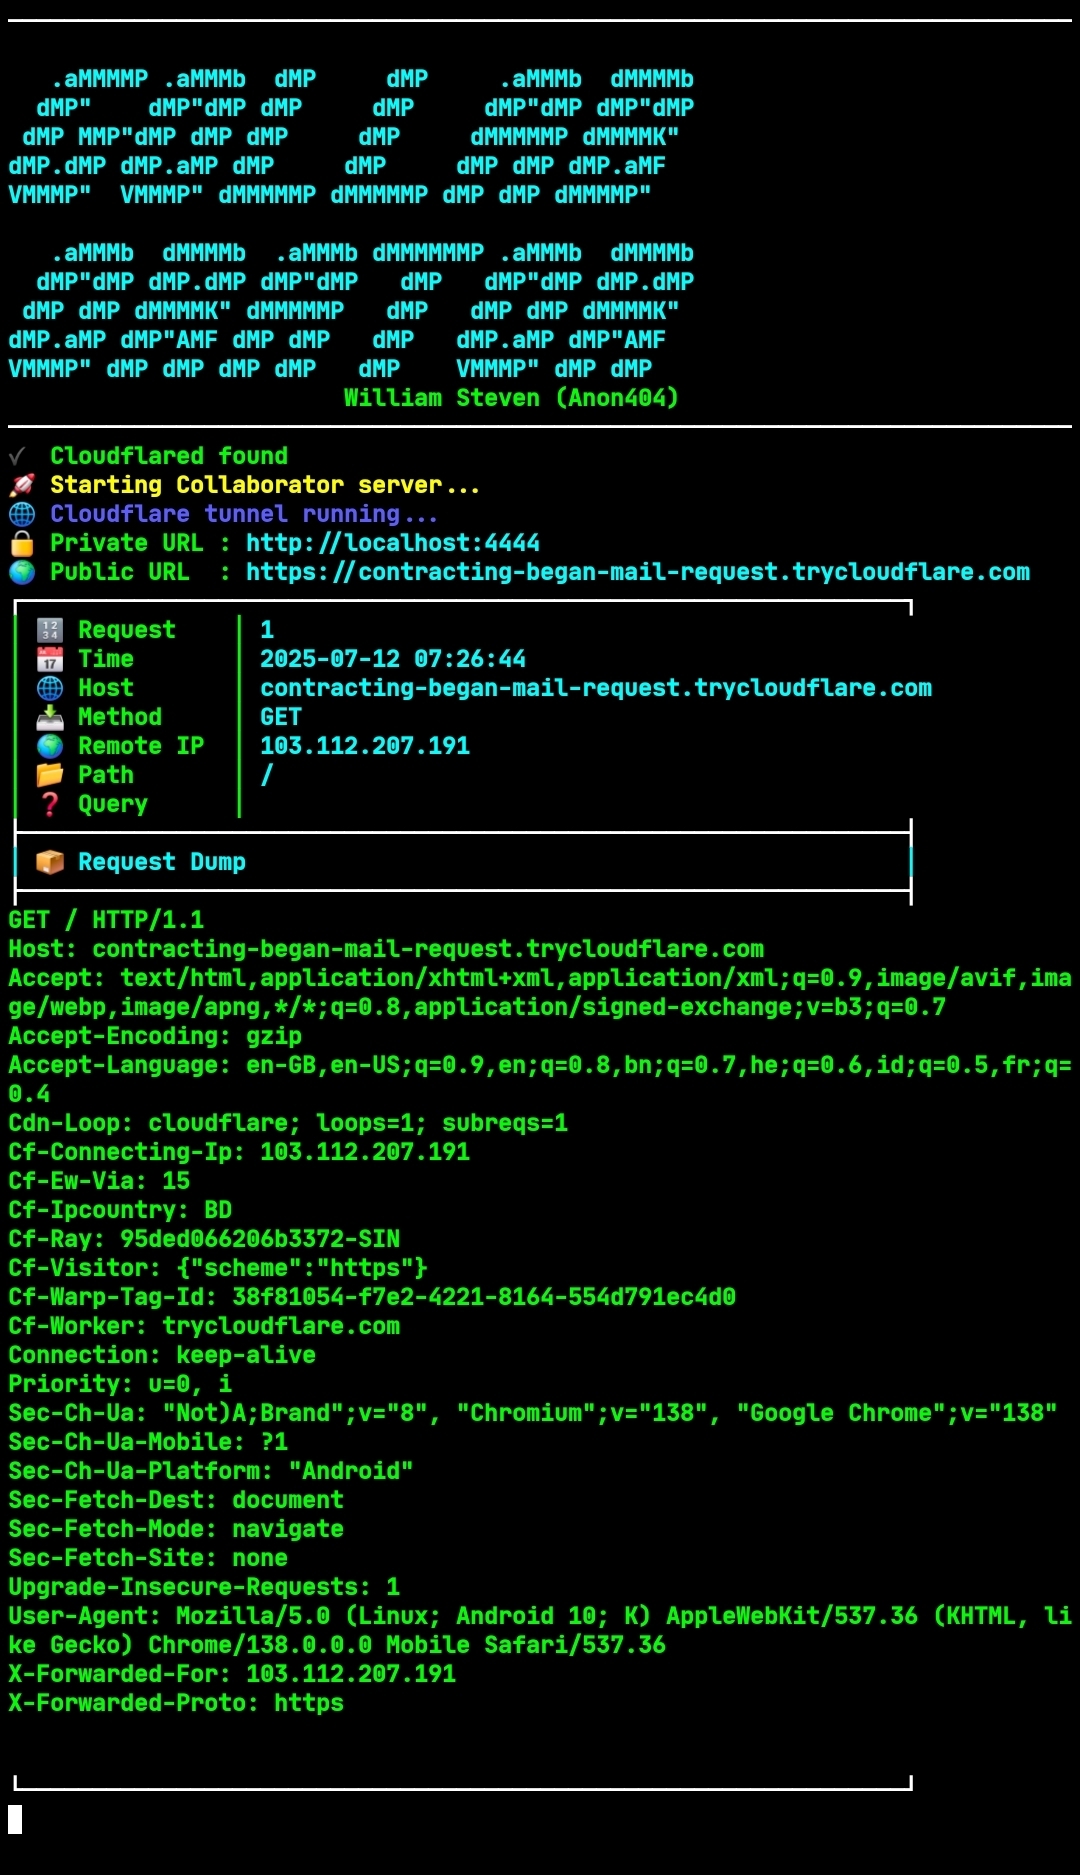 .aMMMMP .aMMMb  dMP     dMP     .aMMMb  dMMMMb
  dMP"    dMP"dMP dMP     dMP     dMP"dMP dMP"dMP
 dMP MMP"dMP dMP dMP     dMP     dMMMMMP dMMMMK"
dMP.dMP dMP.aMP dMP     dMP     dMP dMP dMP.aMF
VMMMP"  VMMMP" dMMMMMP dMMMMMP dMP dMP dMMMMP"
   .aMMMb  dMMMMb  .aMMMb dMMMMMMP .aMMMb  dMMMMb
  dMP"dMP dMP.dMP dMP"dMP   dMP   dMP"dMP dMP.dMP
 dMP dMP dMMMMK" dMMMMMP   dMP   dMP dMP dMMMMK"
dMP.aMP dMP"AMF dMP dMP   dMP   dMP.aMP dMP"AMF
VMMMP" dMP dMP dMP dMP   dMP    VMMMP" dMP dMP
William Steven (Anon404)
✓ Cloudflared found
🚀 Starting Collaborator server...
🌐 Cloudflare tunnel running...
🔒 Private URL : http://localhost:4444
🌍 Public URL  : https://contracting-began-mail-request.trycloudflare.com
🔢 Request │ 1
📅 Time │ 2025-07-12 07:26:44
🌐 Host │ contracting-began-mail-request.trycloudflare.com
📥 Method │ GET
🌍 Remote IP │ 103.112.207.191
📂 Path │ /
❓ Query │
📦 Request Dump
GET / HTTP/1.1
Host: contracting-began-mail-request.trycloudflare.com
Accept: text/html,application/xhtml+xml,application/xml;q=0.9,image/avif,ima
ge/webp,image/apng,*/*;q=0.8,application/signed-exchange;v=b3;q=0.7
Accept-Encoding: gzip
Accept-Language: en-GB,en-US;q=0.9,en;q=0.8,bn;q=0.7,he;q=0.6,id;q=0.5,fr;q=
0.4
Cdn-Loop: cloudflare; loops=1; subreqs=1
Cf-Connecting-Ip: 103.112.207.191
Cf-Ew-Via: 15
Cf-Ipcountry: BD
Cf-Ray: 95ded066206b3372-SIN
Cf-Visitor: {"scheme":"https"}
Cf-Warp-Tag-Id: 38f81054-f7e2-4221-8164-554d791ec4d0
Cf-Worker: trycloudflare.com
Connection: keep-alive
Priority: u=0, i
Sec-Ch-Ua: "Not)A;Brand";v="8", "Chromium";v="138", "Google Chrome";v="138"
Sec-Ch-Ua-Mobile: ?1
Sec-Ch-Ua-Platform: "Android"
Sec-Fetch-Dest: document
Sec-Fetch-Mode: navigate
Sec-Fetch-Site: none
Upgrade-Insecure-Requests: 1
User-Agent: Mozilla/5.0 (Linux; Android 10; K) AppleWebKit/537.36 (KHTML, li
ke Gecko) Chrome/138.0.0.0 Mobile Safari/537.36
X-Forwarded-For: 103.112.207.191
X-Forwarded-Proto: https